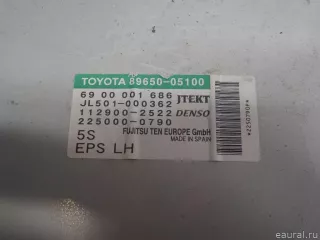 TOYOTA 89650-05100
69 00 001 686
JL501-000362 JTEKT
112900-2522 DENSO
225000-0790
FUJITSU TEN EUROPE GmbH
MADE IN SPAIN
5S
EPS LH
*2250790*
eaural.ru